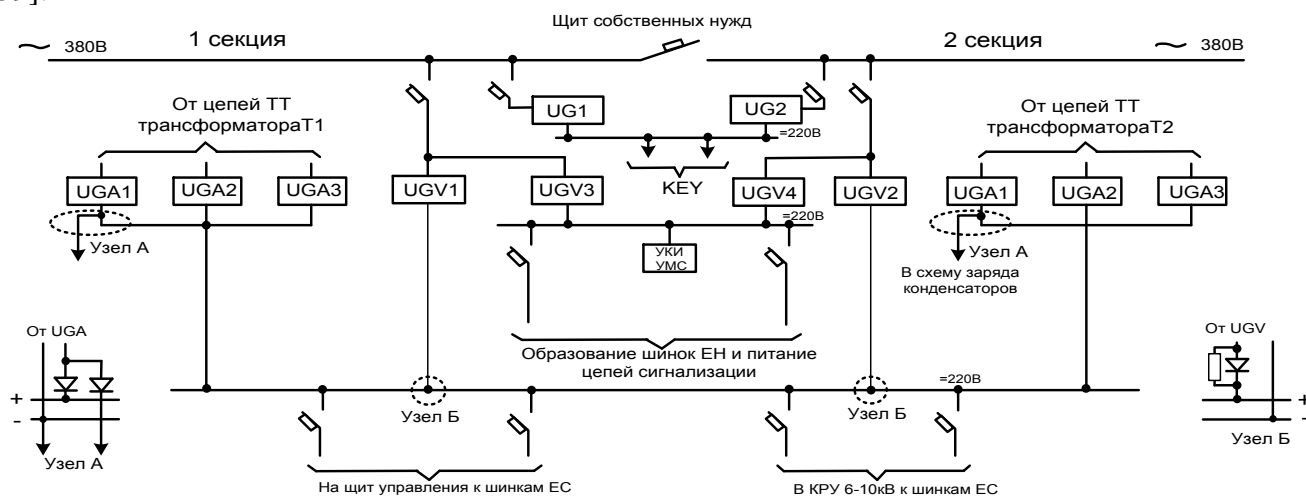 Щит собственных нужд
~ 380В
1 секция
2 секция
~ 380В
От цепей ТТ
трансформатораТ1
UG1
UG2
=220В
KEY
От цепей ТТ
трансформатораТ2
UGA1
UGA2
UGA3
UGV1
UGV3
UGV4
UGV2
UGA1
UGA2
UGA3
=220В
Узел А
УКИ
УМС
Узел А
В схему заряда
конденсаторов
От UGA
От UGV
Образование шинок ЕН и питание
цепей сигнализации
=220В
+
-
Узел Б
Узел Б
+
-
Узел А
Узел Б
На щит управления к шинкам ЕС
В КРУ 6-10кВ к шинкам ЕС